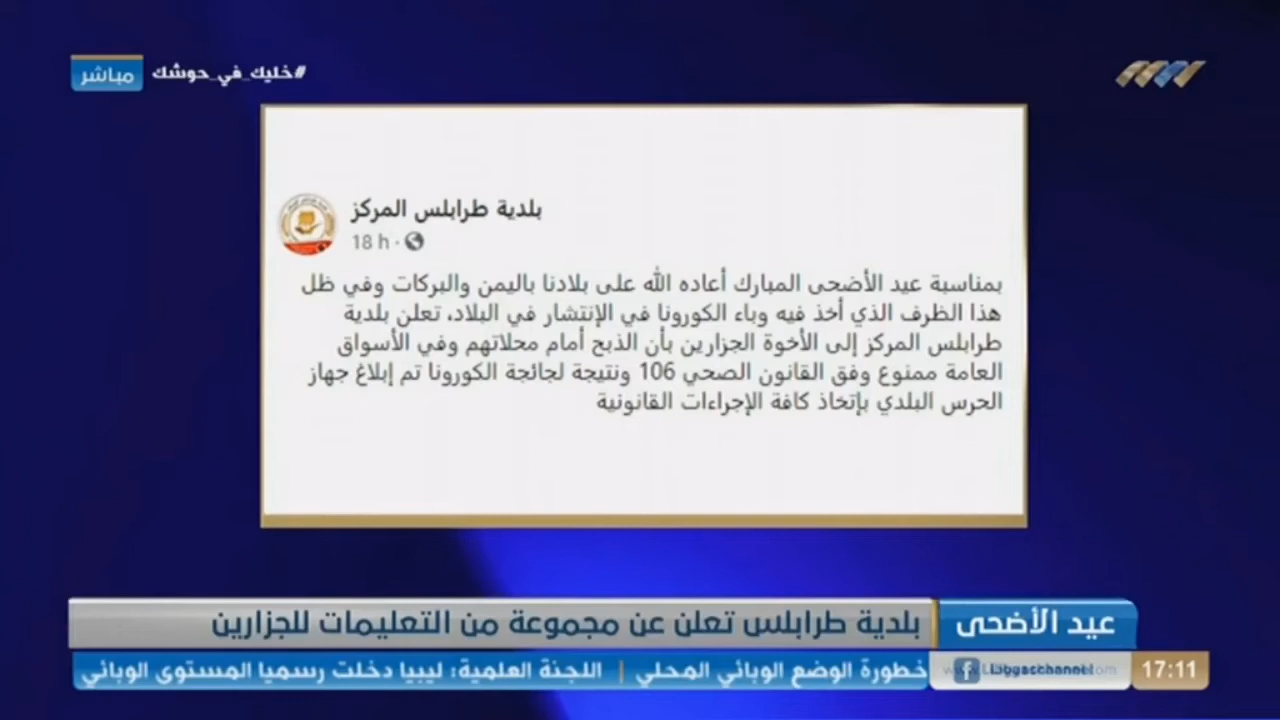 #خليك_في_حوشك
مباشر
بلدية طرابلس المركز
18 h
بمناسبة عيد الأضحى المبارك أعاده الله على بلادنا باليمن والبركات وفي ظل
هذا الظرف الذي أخذ فيه وباء الكورونا في الإنتشار في البلاد، تعلن بلدية
طرابلس المركز إلى الأخوة الجزارين بأن الذبح أمام محلاتهم وفي الأسواق
العامة ممنوع وفق القانون الصحي 106 ونتيجة لجائجة الكورونا تم إبلاغ جهاز
الحرس البلدي بإتخاذ كافة الإجراءات القانونية
عيد الأضحى
بلدية طرابلس تعلن عن مجموعة من التعليمات للجزارين
17:11
خطورة الوضع الوبائي المحلي | اللجنة العلمية: ليبيا دخلت رسميا المستوى الوبائي